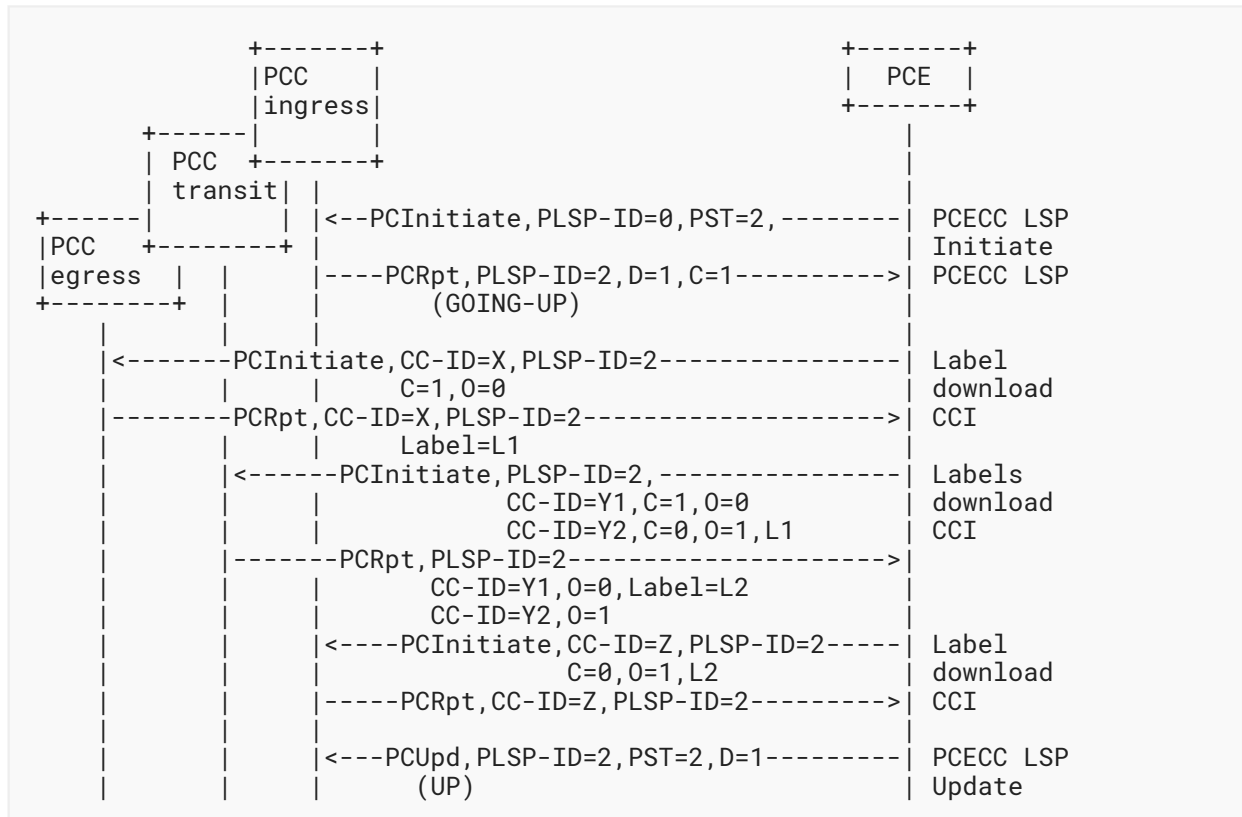 +-------+                              +-------+
                |PCC    |                              |  PCE  |
                |ingress|                              +-------+
         +------|       |                                  |
         | PCC  +-------+                                  |
         | transit|  |                                     |
  +------|        |  |<--PCInitiate,PLSP-ID=0,PST=2,--------| PCECC LSP
  |PCC   +--------+  |                                     | Initiate
  |egress  |   |     |----PCRpt,PLSP-ID=2,D=1,C=1---------->| PCECC LSP
  +--------+   |     |       (GOING-UP)                    |
      |        |     |                                     |
      |<-------PCInitiate,CC-ID=X,PLSP-ID=2----------------| Label
      |        |     |     C=1,O=0                         | download
      |--------PCRpt,CC-ID=X,PLSP-ID=2-------------------->| CCI
      |        |     |     Label=L1                        |
      |        |<------PCInitiate,PLSP-ID=2,---------------| Labels
      |        |     |            CC-ID=Y1,C=1,O=0         | download
      |        |     |            CC-ID=Y2,C=0,O=1,L1      | CCI
      |        |-------PCRpt,PLSP-ID=2-------------------->|
      |        |     |       CC-ID=Y1,O=0,Label=L2         |
      |        |     |       CC-ID=Y2,O=1                  |
      |        |     |<----PCInitiate,CC-ID=Z,PLSP-ID=2-----| Label
      |        |     |                C=0,O=1,L2           | download
      |        |     |-----PCRpt,CC-ID=Z,PLSP-ID=2--------->| CCI
      |        |     |                                     |
      |        |     |<---PCUpd,PLSP-ID=2,PST=2,D=1---------| PCECC LSP
      |        |     |      (UP)                           | Update